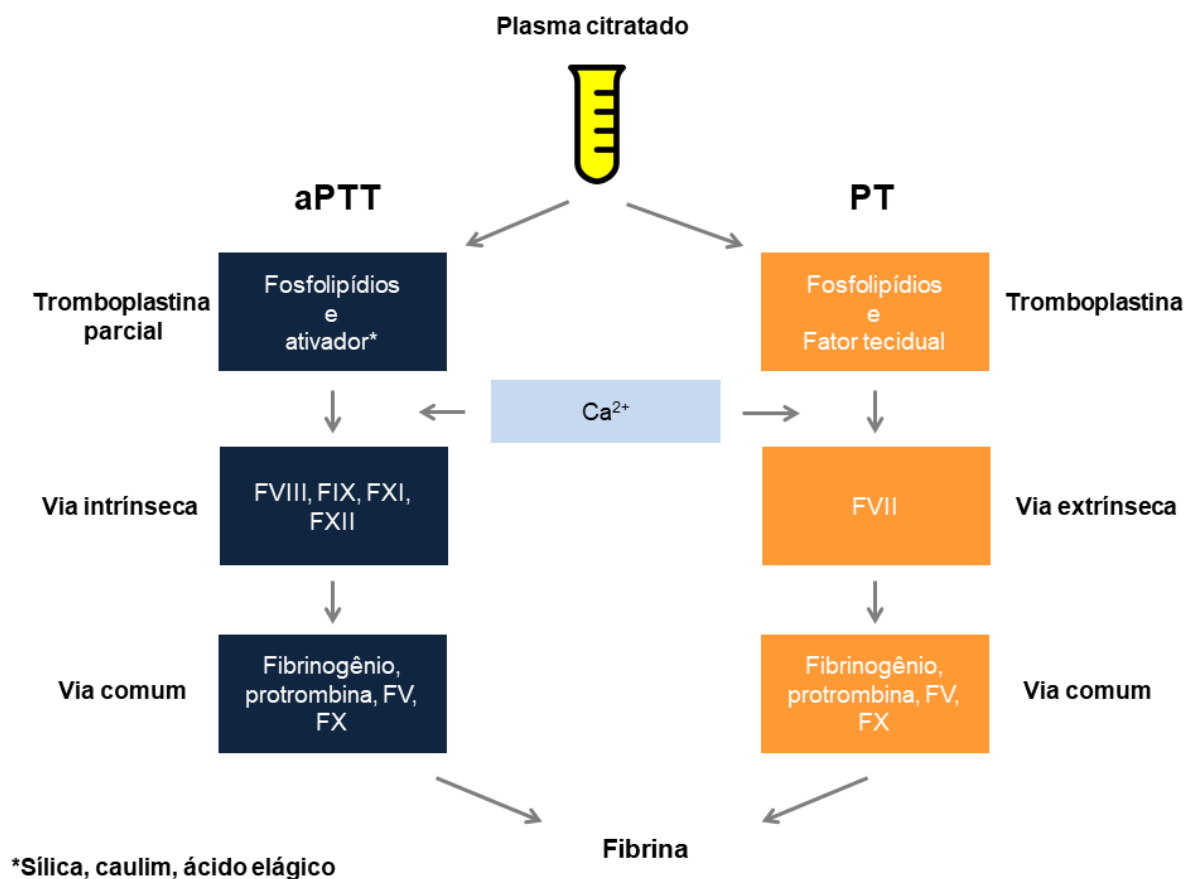 Plasma citratado
aPTT
PT
Tromboplastina
parcial
Fosfolipídios
e
ativador*
Fosfolipídios
e
Fator tecidual
Tromboplastina
Ca²⁺
Via intrínseca
FVIII, FIX, FXI,
FXII
FVII
Via extrínseca
Via comum
Fibrinogênio,
protrombina, FV,
FX
Fibrinogênio,
protrombina, FV,
FX
Via comum
Fibrina
*Sílica, caulim, ácido elágico